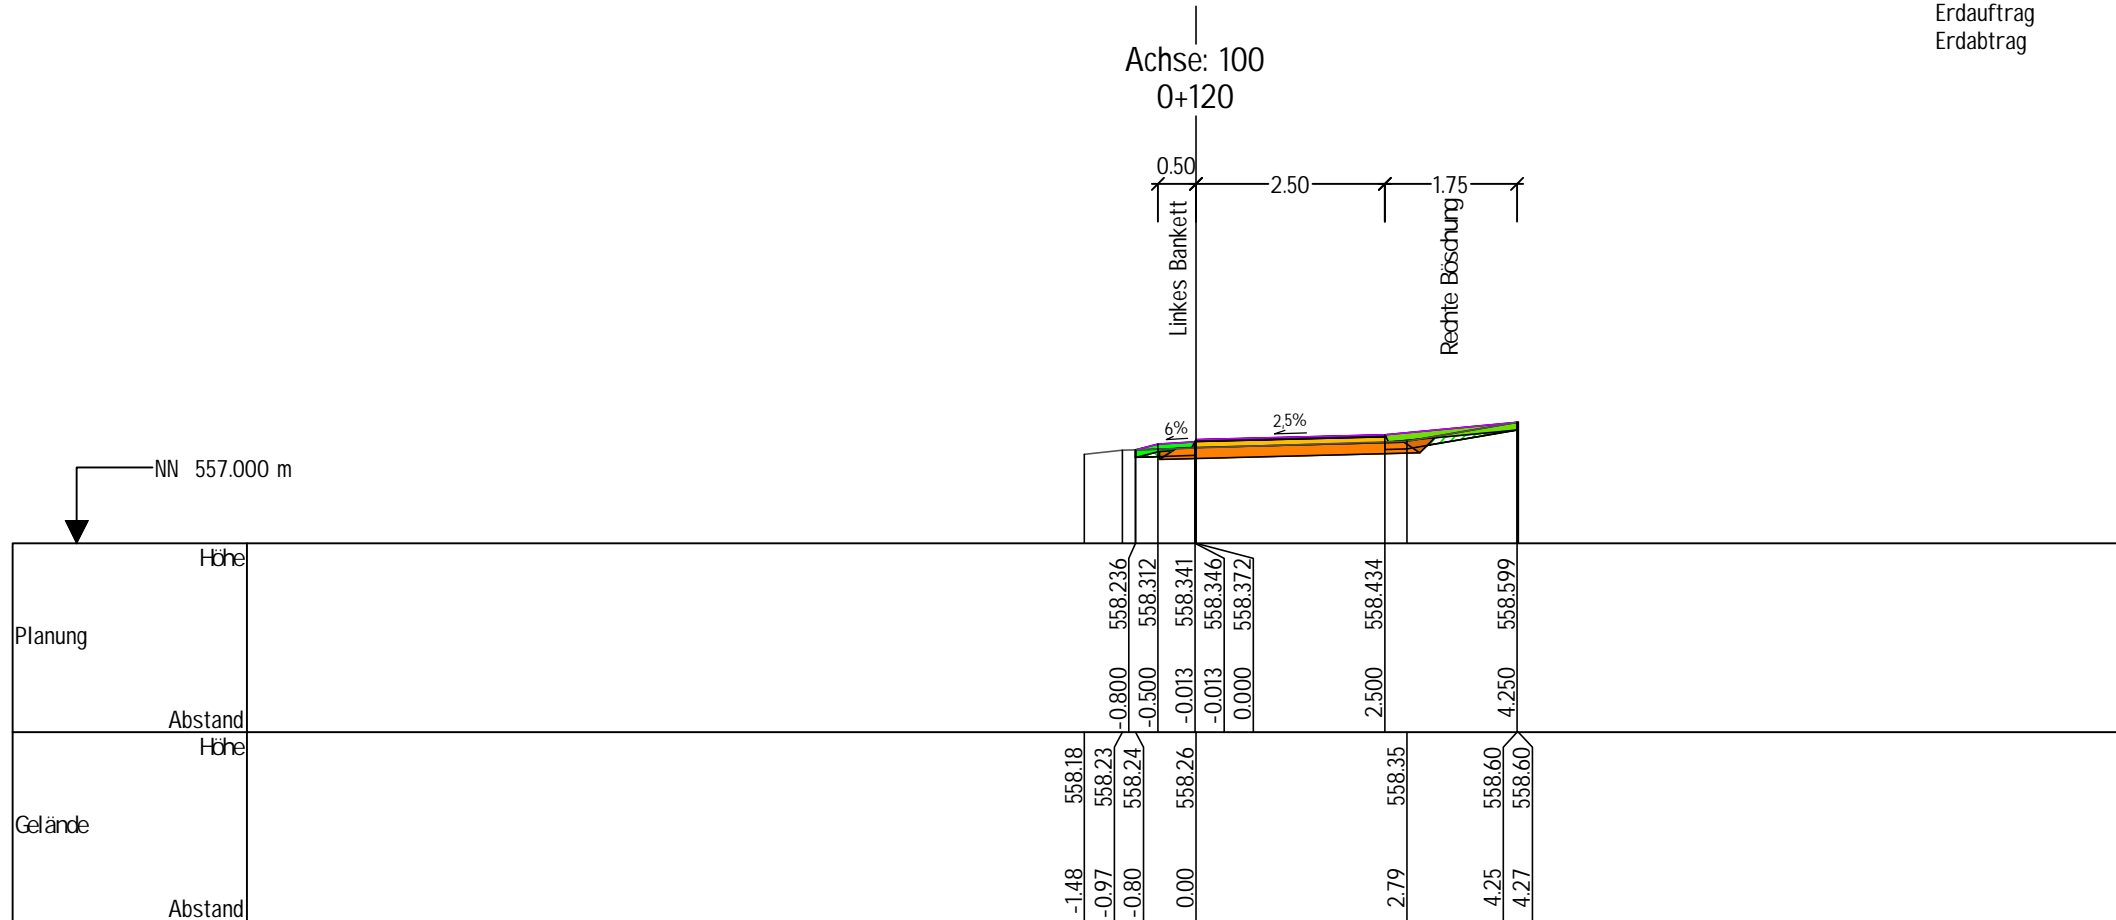 Erdauftrag
Erdabtrag
Achse: 100
0+120
0.50
2.50
1.75
Linkes Bankett
Rechte Böschung
6%
2,5%
NN 557.000 m
Höhe
558.236
558.312
558.341
558.346
558.372
558.434
558.599
Planung
-0.800
-0.500
-0.013
-0.013
0.000
2.500
4.250
Abstand
Höhe
558.18
558.23
558.24
558.26
558.35
558.60
558.60
Gelände
-1.48
-0.97
-0.80
0.00
2.79
4.25
4.27
Abstand